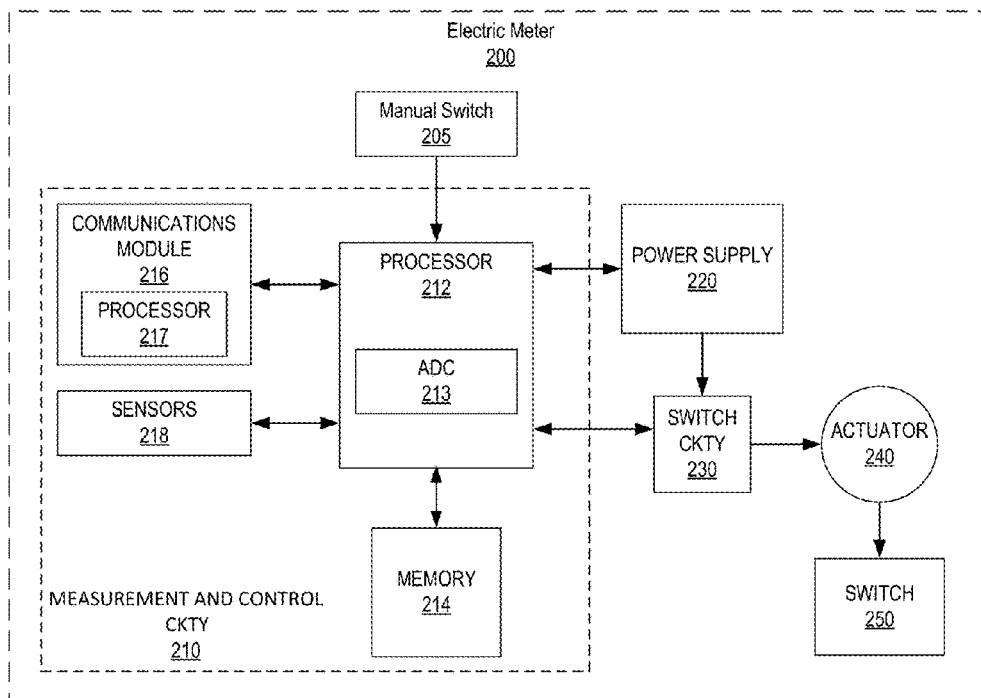 Electric Meter
200
Manual Switch
205
COMMUNICATIONS
MODULE
216
PROCESSOR
217
PROCESSOR
212
ADC
213
POWER SUPPLY
220
SENSORS
218
SWITCH
CKTY
230
ACTUATOR
240
MEMORY
214
SWITCH
250
MEASUREMENT AND CONTROL
CKTY
210